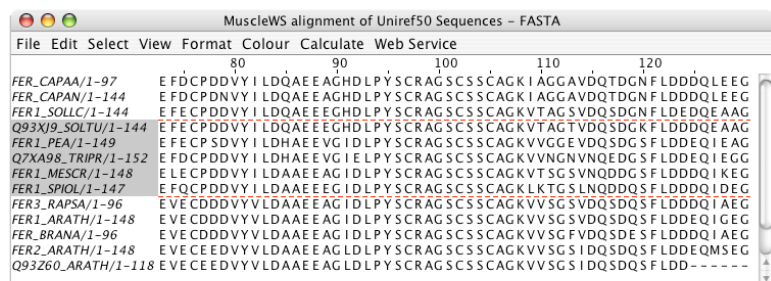 MuscleWS alignment of Uniref50 Sequences – FASTA
File Edit Select View Format Colour Calculate Web Service
80 90 100 110 120
FER_CAPAA/1-97 EFDCPDDVYILDQAEEAGHDLPYSCRAGSCSSCAGKIAGGAVDQTDGNFLDDDQLEEG
FER_CAPAN/1-144 EFDCPDNVYILDQAEEAGHDLPYSCRAGSCSSCAGKIAGGAVDQTDGNFLDDDQLEEG
FER1_SOLLC/1-144 EFECPDDVYILDQAEEEGHDLPYSCRAGSCSSCAGKVTAGSVDQSDGNFLDEDQEAAG
Q93XJ9_SOLTU/1-144 EFECPDDVYILDQAEEEGHDLPYSCRAGSCSSCAGKVTAGTVDQSDGKFLDDDQEAAG
FER1_PEA/1-149 EFECPSDVYILDHAEEVGIDLPYSCRAGSCSSCAGKVVGGEVDQSDGSFLDDEQIEAG
Q7XA98_TRIPR/1-152 EFDCPDDVYILDHAEEVGIELPYSCRAGSCSSCAGKVVNGNVNQEDGSFLDDEQIEGG
FER1_MESCR/1-148 ELECPDDVYILDAAEEAGIDLPYSCRAGSCSSCAGKVTSGSVNQDDGSFLDDDQIKEG
FER1_SPIOL/1-147 EFQCPDDVYILDAAEEEGIDLPYSCRAGSCSSCAGKLKTGSLNQDDQSFLDDDQIDEG
FER3_RAPSA/1-96 EVECDDDVYVLDAAEEAGIDLPYSCRAGSCSSCAGKVVSGSVDQSDQSFLDDDQIAEG
FER1_ARATH/1-148 EVECDDDVYVLDAAEEAGIDLPYSCRAGSCSSCAGKVVSGSVDQSDQSFLDDEQIGEG
FER_BRANA/1-96 EVECDDDVYVLDAAEEAGIDLPYSCRAGSCSSCAGKVVSGFVDQSDESFLDDDQIAEG
FER2_ARATH/1-148 EVECEEDVYVLDAAEEAGLDLPYSCRAGSCSSCAGKVVSGSIDQSDQSFLDDEQMSEG
Q93Z60_ARATH/1-118 EVECEEDVYVLDAAEEAGLDLPYSCRAGSCSSCAGKVVSGSIDQSDQSFLDD------